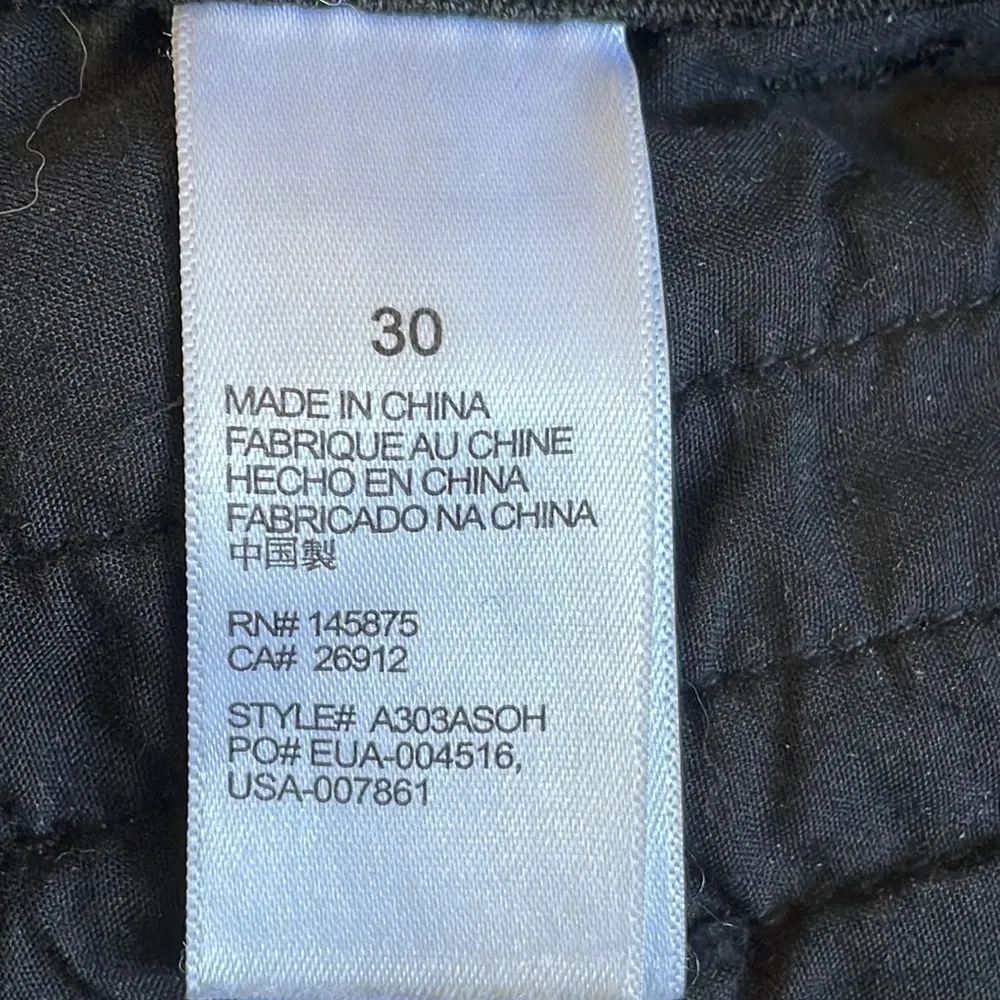 30
MADE IN CHINA
FABRIQUE AU CHINE
HECHO EN CHINA
FABRICADO NA CHINA
中国製
RN# 145875
CA# 26912
STYLE# A303ASOH
PO# EUA-004516,
USA-007861